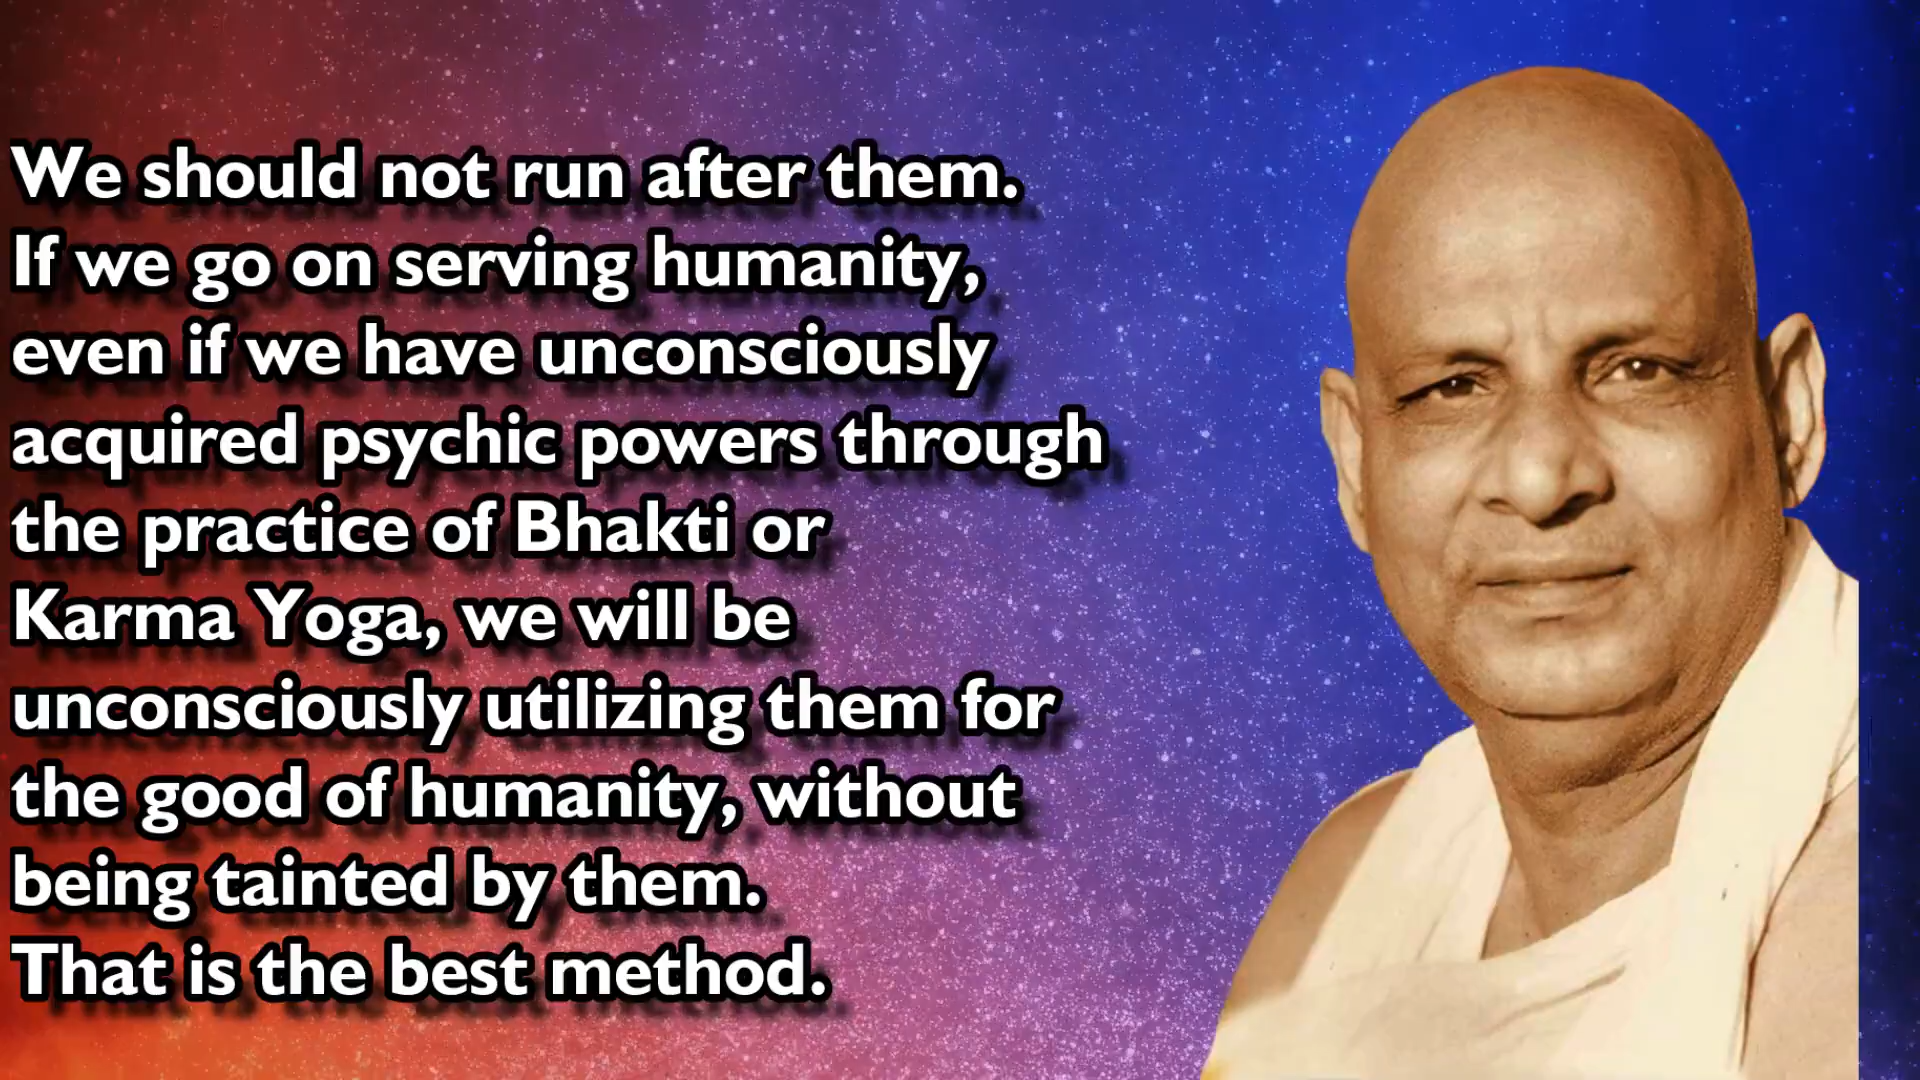 We should not run after them.
If we go on serving humanity,
even if we have unconsciously
acquired psychic powers through
the practice of Bhakti or
Karma Yoga, we will be
unconsciously utilizing them for
the good of humanity, without
being tainted by them.
That is the best method.